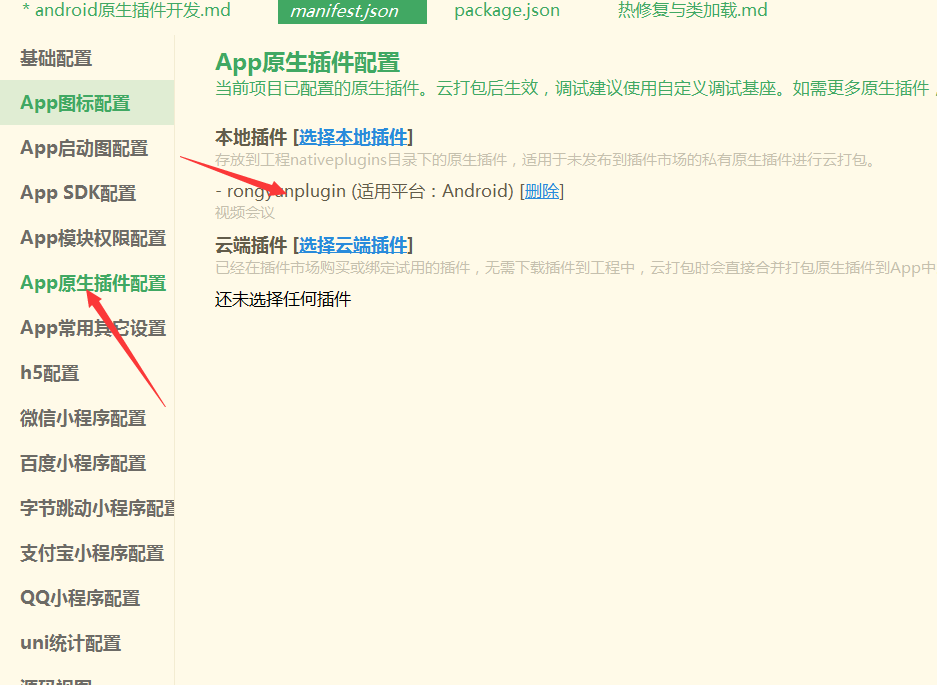 * android原生插件开发.md
manifest.json
package.json
热修复与类加载.md
基础配置
App图标配置
App启动图配置
App SDK配置
App模块权限配置
App原生插件配置
App常用其它设置
h5配置
微信小程序配置
百度小程序配置
字节跳动小程序配置
支付宝小程序配置
QQ小程序配置
uni统计配置
源码视图
App原生插件配置
当前项目已配置的原生插件。云打包后生效，调试建议使用自定义调试基座。如需更多原生插件，
本地插件 [选择本地插件]
存放到工程nativeplugins目录下的原生插件，适用于未发布到插件市场的私有原生插件进行云打包。
- rongyunplugin (适用平台：Android) [删除]
视频会议
云端插件 [选择云端插件]
已经在插件市场购买或绑定试用的插件，无需下载插件到工程中，云打包时会直接合并打包原生插件到App中
还未选择任何插件